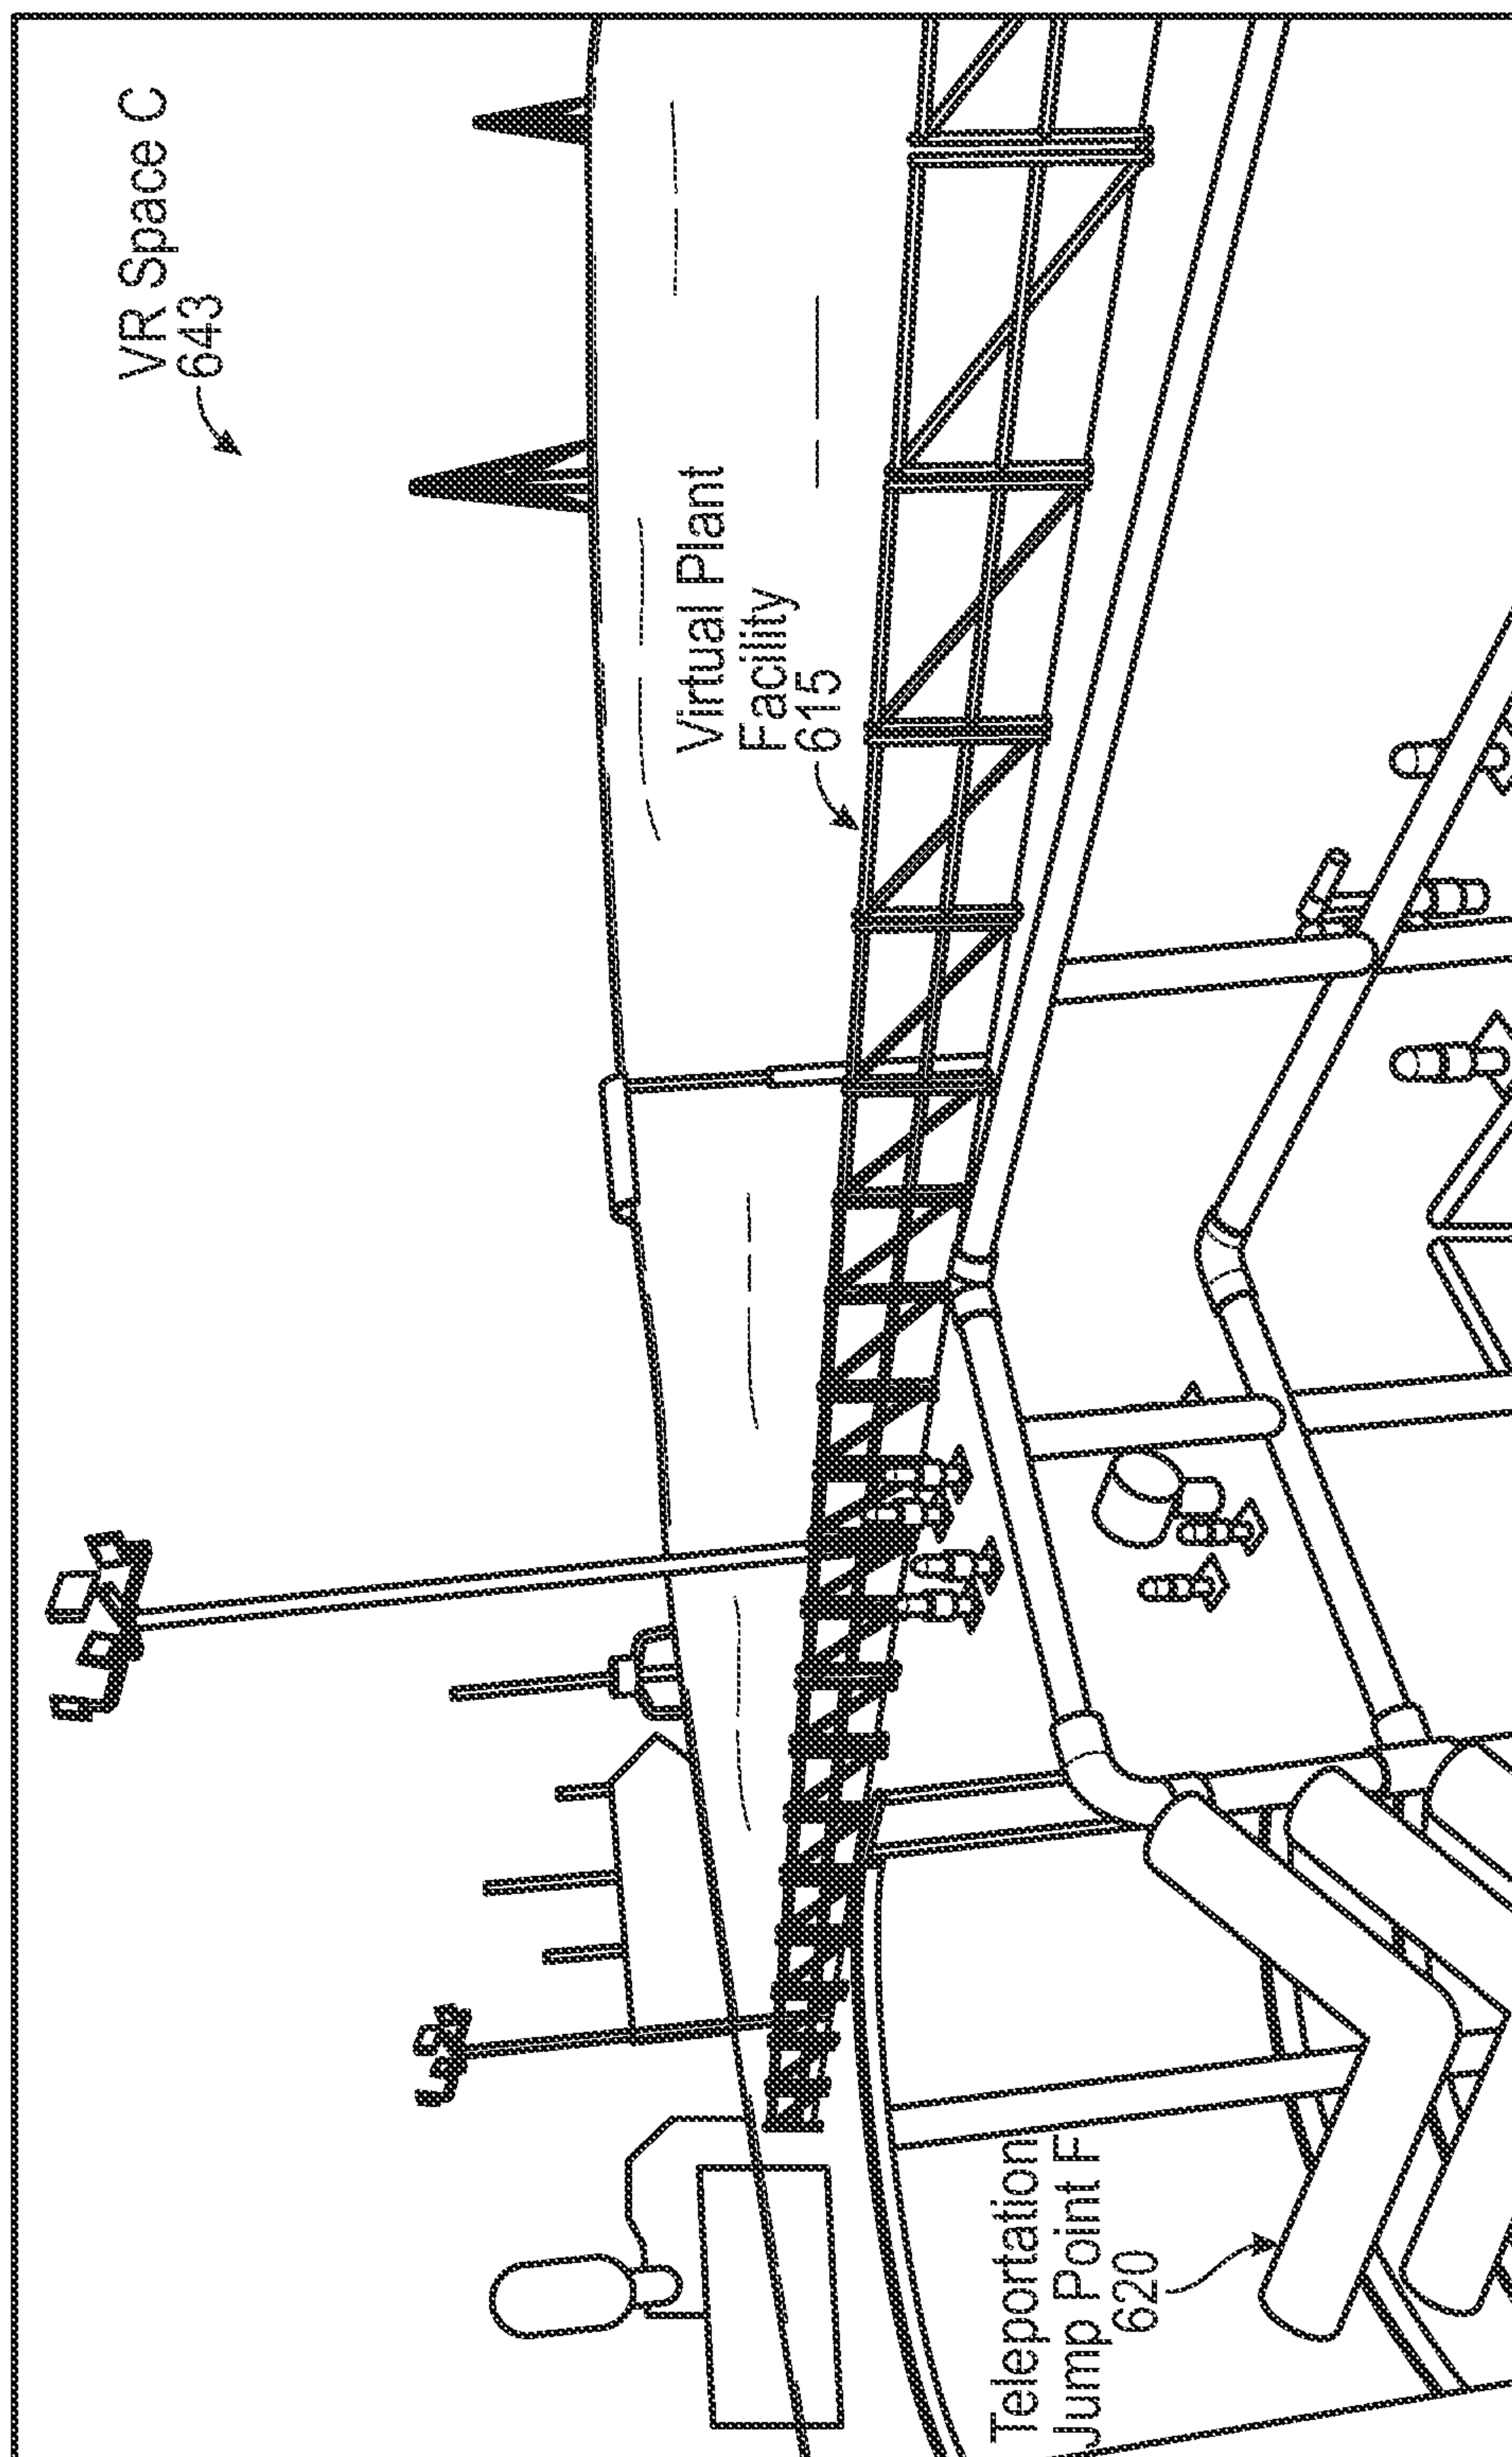 VR Space C
643
Virtual Plant
Facility
615
Teleportation
Jump Point F
620